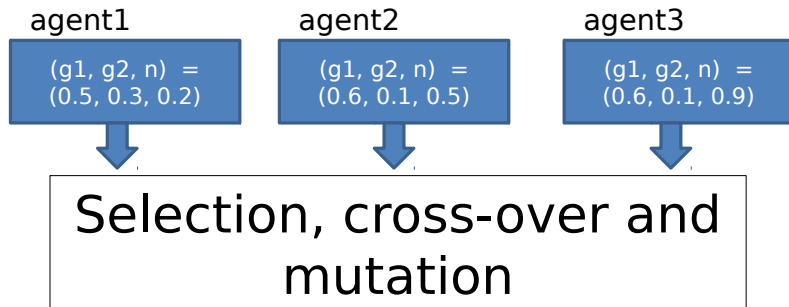 agent1 agent2 agent3
(g1, g2, n) = (g1, g2, n) = (g1, g2, n) =
(0.5, 0.3, 0.2) (0.6, 0.1, 0.5) (0.6, 0.1, 0.9)
Selection, cross-over and
mutation